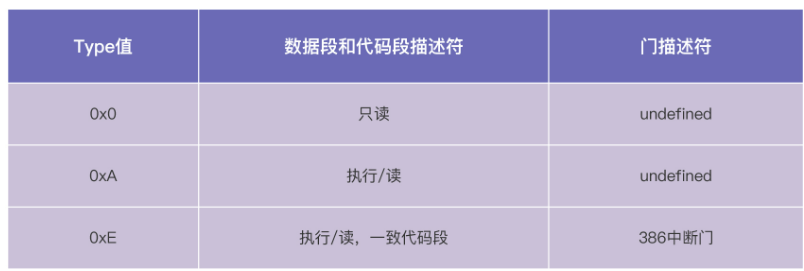 Type值 数据段和代码段描述符 门描述符
0x0 只读 undefined
0xA 执行/读 undefined
0xE 执行/读，一致代码段 386中断门